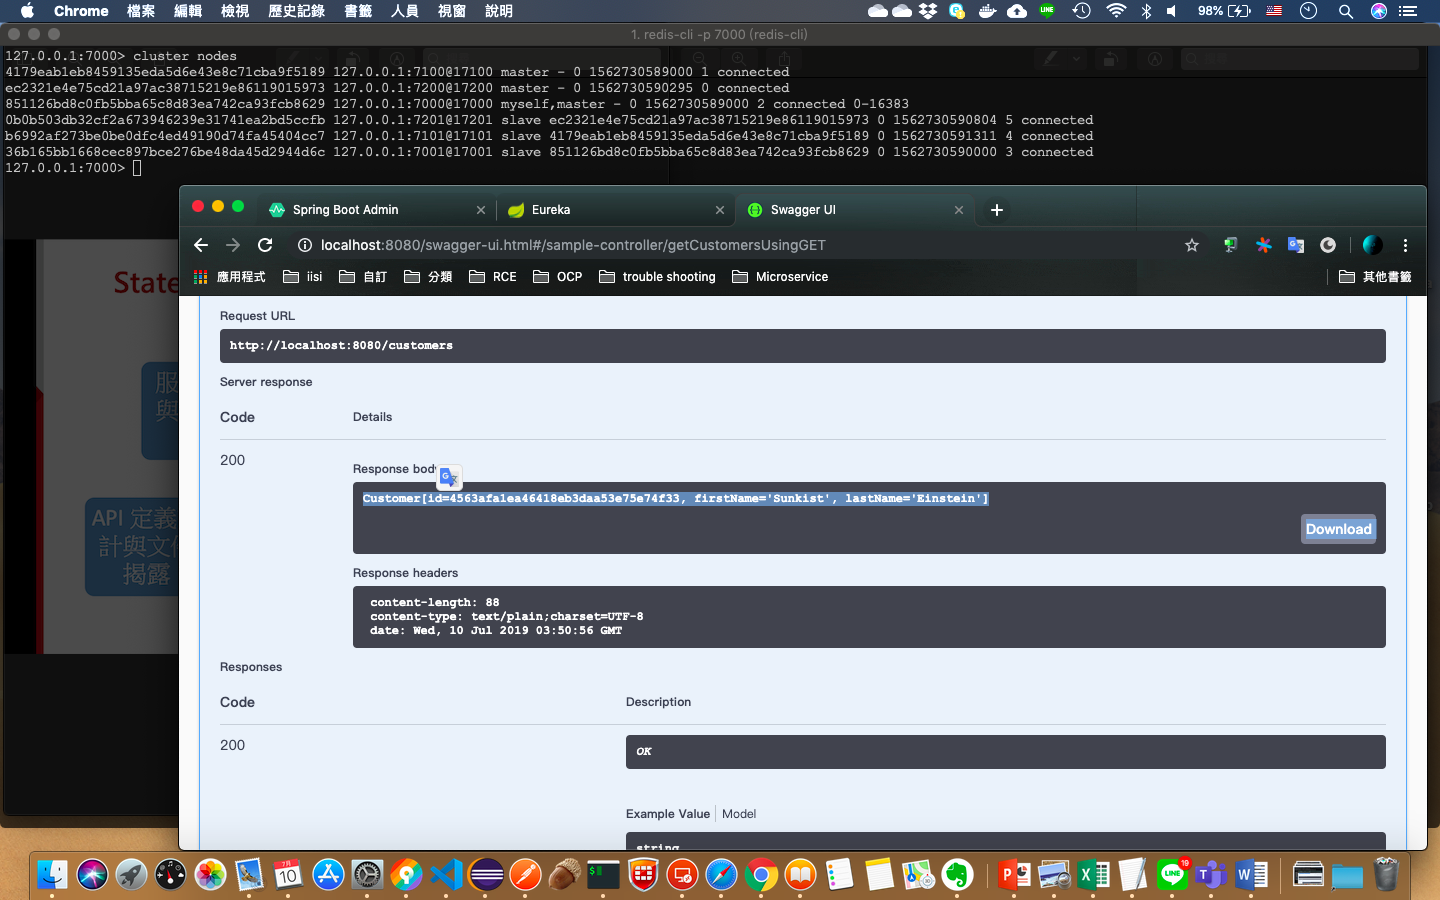 Chrome 檔案 編輯 檢視 歷史記錄 書籤 人員 視窗 說明 98%
1. redis-cli -p 7000 (redis-cli)
127.0.0.1:7000> cluster nodes
4179eab1eb8459135eda5d6e43e8c71cba9f5189 127.0.0.1:7100@17100 master - 0 1562730589000 1 connected
ec2321e4e75cd21a97ac38715219e86119015973 127.0.0.1:7200@17200 master - 0 1562730590295 0 connected
851126bd8c0fb5bba65c8d83ea742ca93fcb8629 127.0.0.1:7000@17000 myself,master - 0 1562730589000 2 connected 0-16383
0b0b503db32cf2a673946239e31741ea2bd5ccfb 127.0.0.1:7201@17201 slave ec2321e4e75cd21a97ac38715219e86119015973 0 1562730590804 5 connected
b6992af273be0be0dfc4ed49190d74fa45404cc7 127.0.0.1:7101@17101 slave 4179eab1eb8459135eda5d6e43e8c71cba9f5189 0 1562730591311 4 connected
36b165bb1668cec897bce276be48da45d2944d6c 127.0.0.1:7001@17001 slave 851126bd8c0fb5bba65c8d83ea742ca93fcb8629 0 1562730590000 3 connected
127.0.0.1:7000>
Spring Boot Admin Eureka Swagger UI
localhost:8080/swagger-ui.html#/sample-controller/getCustomersUsingGET
應用程式 iisi 自訂 分類 RCE OCP trouble shooting Microservice 其他書籤
State
服
與
API 定義
計與文件
揭露
Request URL
http://localhost:8080/customers
Server response
Code Details
200
Response body
Customer[id=4563afa1ea46418eb3daa53e75e74f33, firstName='Sunkist', lastName='Einstein']
Download
Response headers
content-length: 88
content-type: text/plain;charset=UTF-8
date: Wed, 10 Jul 2019 03:50:56 GMT
Responses
Code Description
200
OK
Example Value Model
string
7月
10
19